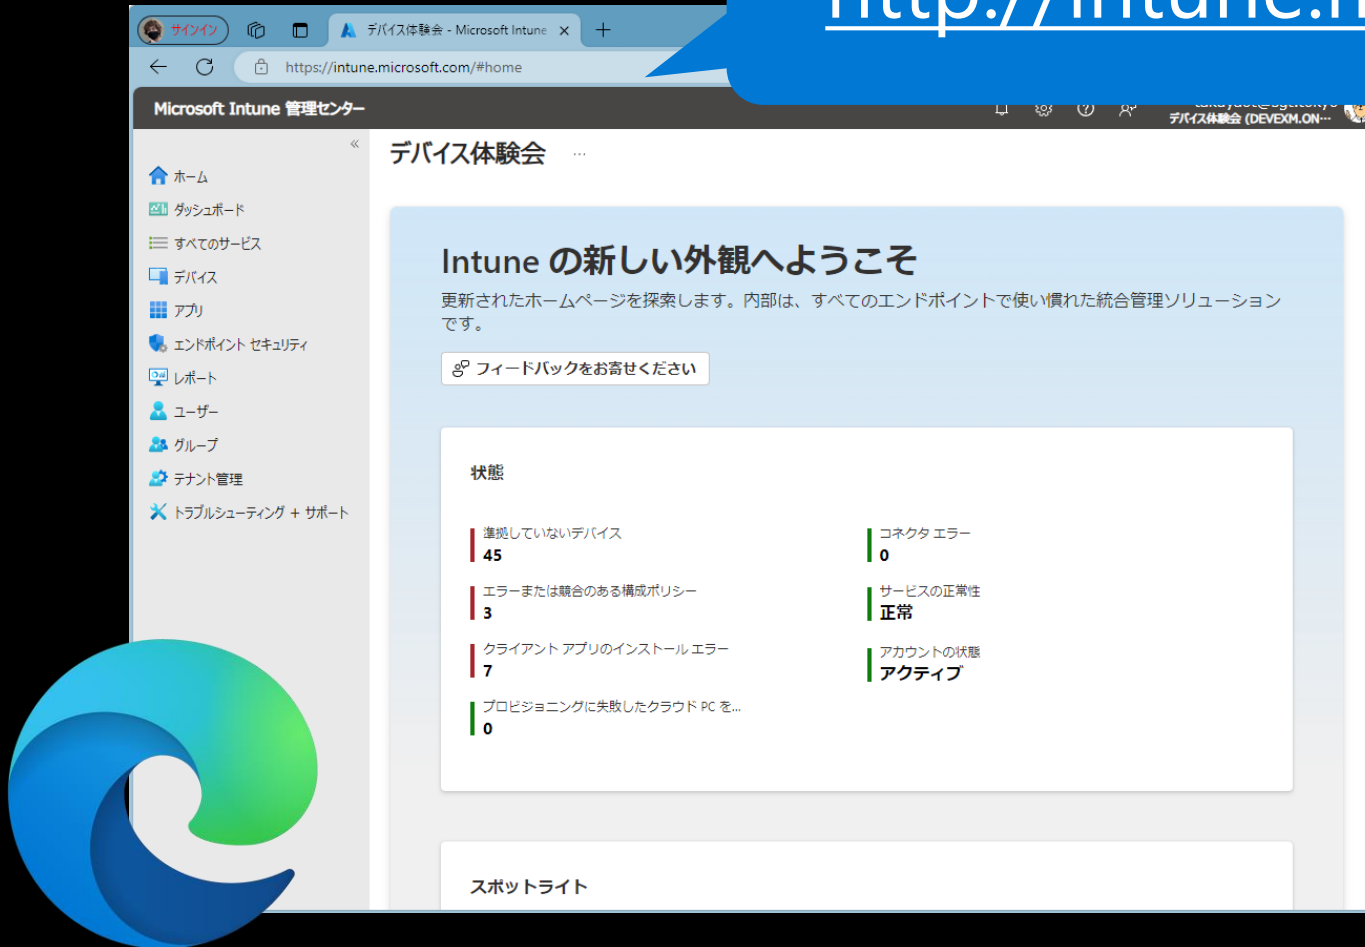 http://intune.
サインイン
デバイス体験会 - Microsoft Intune
https://intune.microsoft.com/#home
Microsoft Intune 管理センター
デバイス体験会 (DEVEXM.ON…
デバイス体験会 …
ホーム
ダッシュボード
すべてのサービス
デバイス
アプリ
エンドポイント セキュリティ
レポート
ユーザー
グループ
テナント管理
トラブルシューティング + サポート
Intune の新しい外観へようこそ
更新されたホームページを探索します。内部は、すべてのエンドポイントで使い慣れた統合管理ソリューション
です。
フィードバックをお寄せください
状態
準拠していないデバイス
45
エラーまたは競合のある構成ポリシー
3
クライアント アプリのインストール エラー
7
プロビジョニングに失敗したクラウド PC を...
0
コネクタ エラー
0
サービスの正常性
正常
アカウントの状態
アクティブ
スポットライト